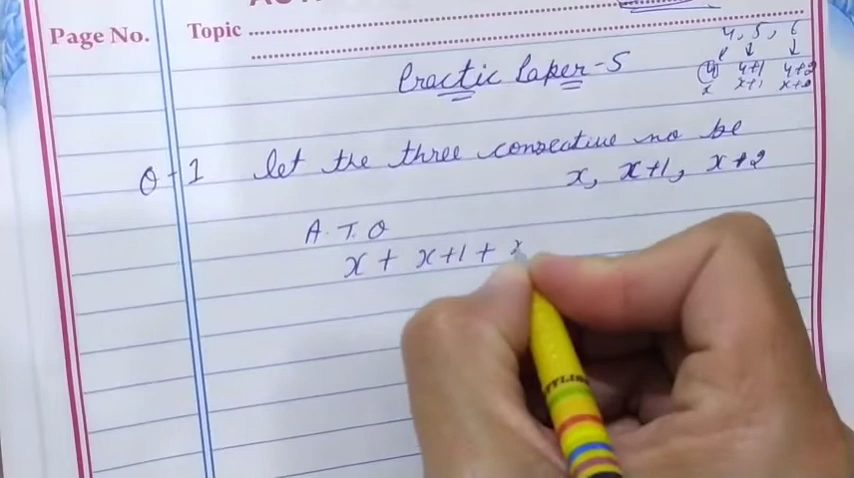 Page No. Topic
4, 5, 6
Practic Paper-5
4 4+1 4+2
x x+1 x+2
Q-1 let the three consecutive no be
x, x+1, x+2
A.T.Q
x + x+1 + x